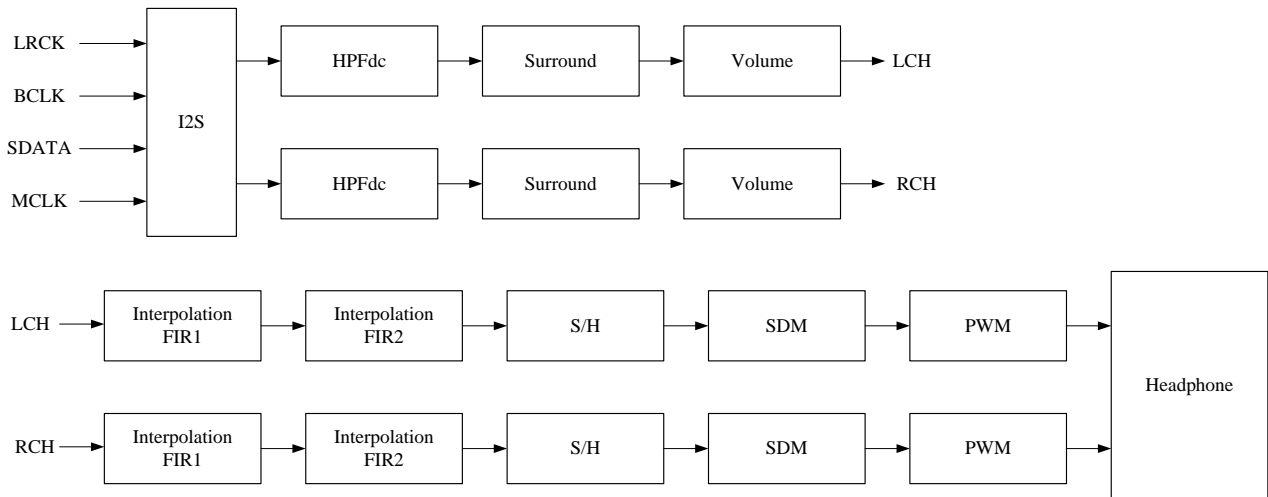 LRCK
BCLK
SDATA
MCLK
I2S
HPFdc
Surround
Volume
LCH
HPFdc
Surround
Volume
RCH
LCH
Interpolation
FIR1
Interpolation
FIR2
S/H
SDM
PWM
Headphone
RCH
Interpolation
FIR1
Interpolation
FIR2
S/H
SDM
PWM